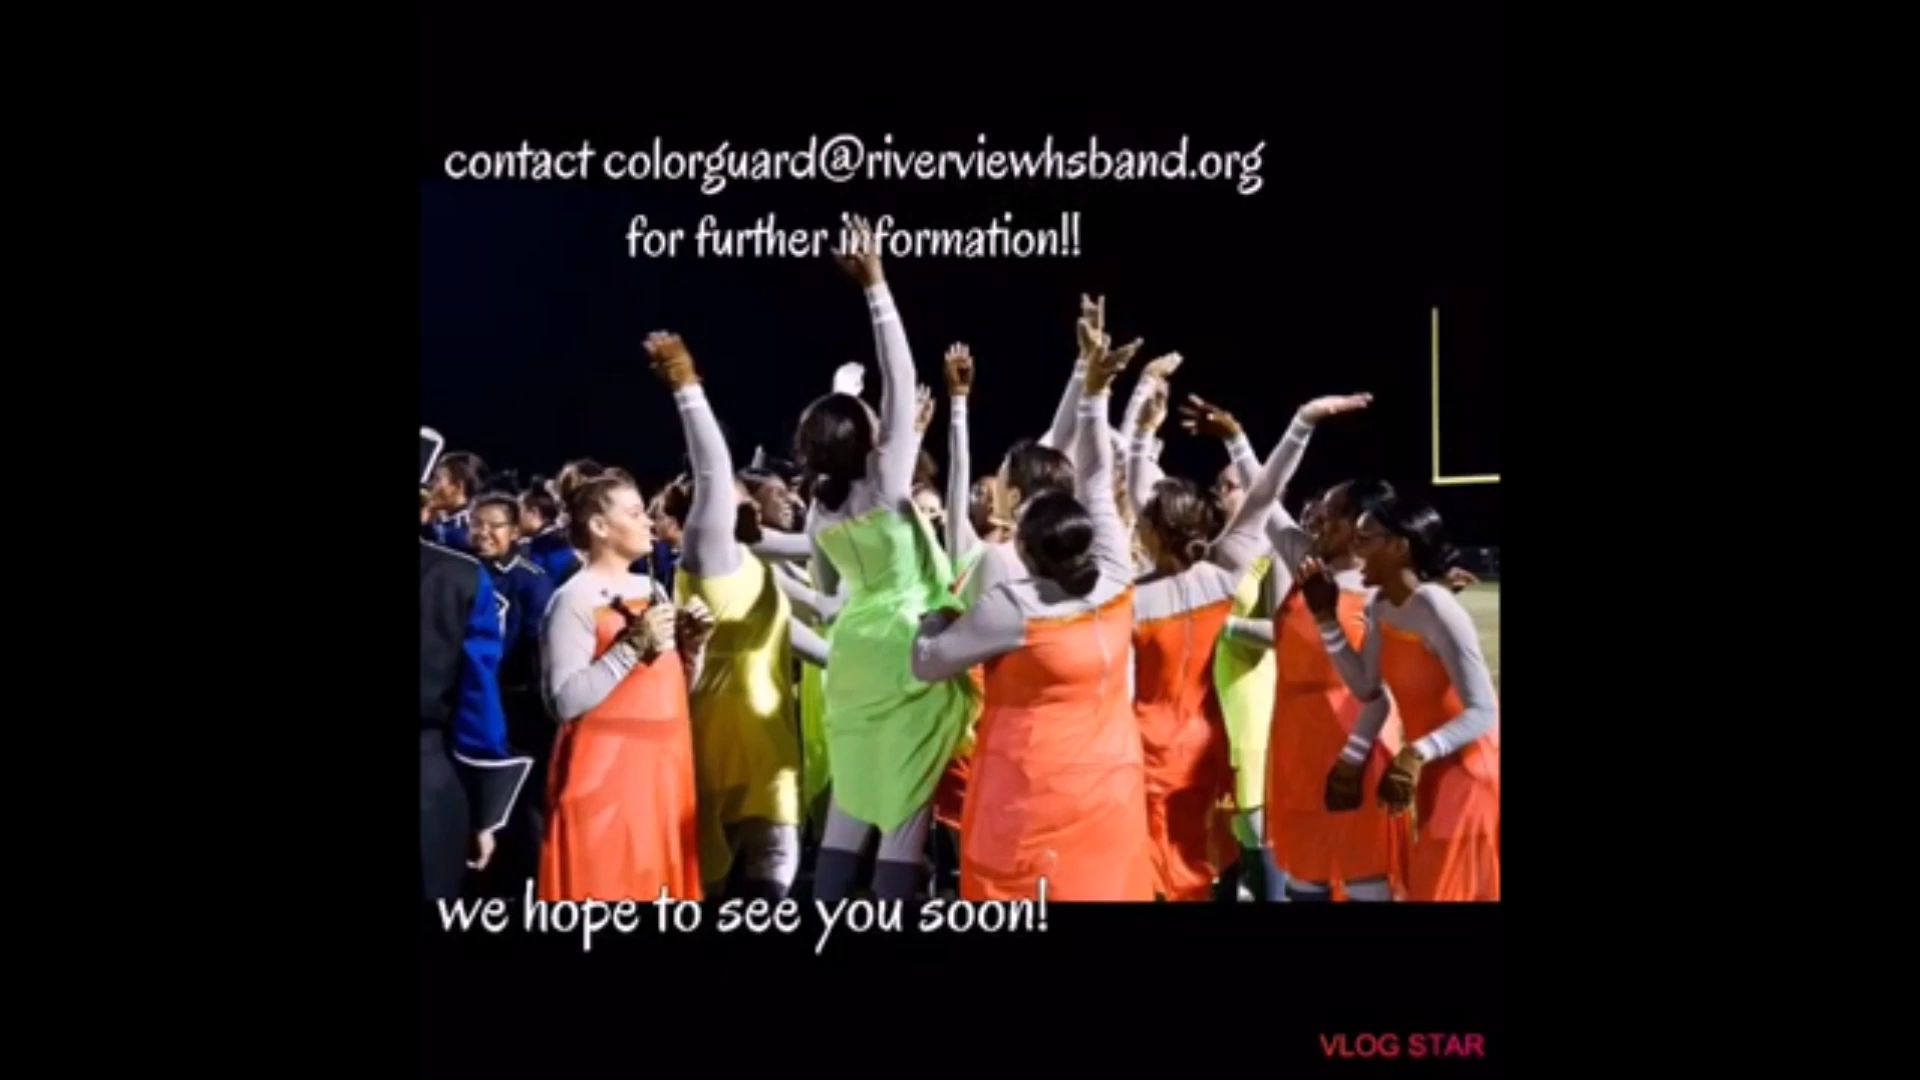 contact colorguard@riverviewhsband.org
for further information!!
we hope to see you soon!
VLOG STAR